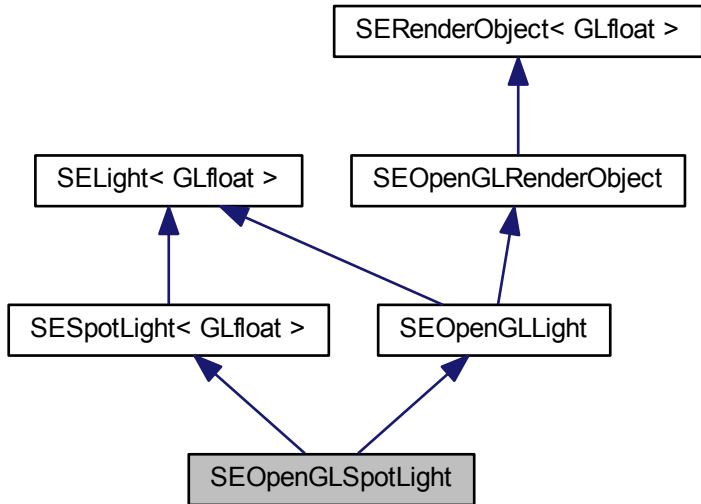 SERenderObject< GLfloat >
SELight< GLfloat >
SEOpenGLRenderObject
SESpotLight< GLfloat >
SEOpenGLLight
SEOpenGLSpotLight